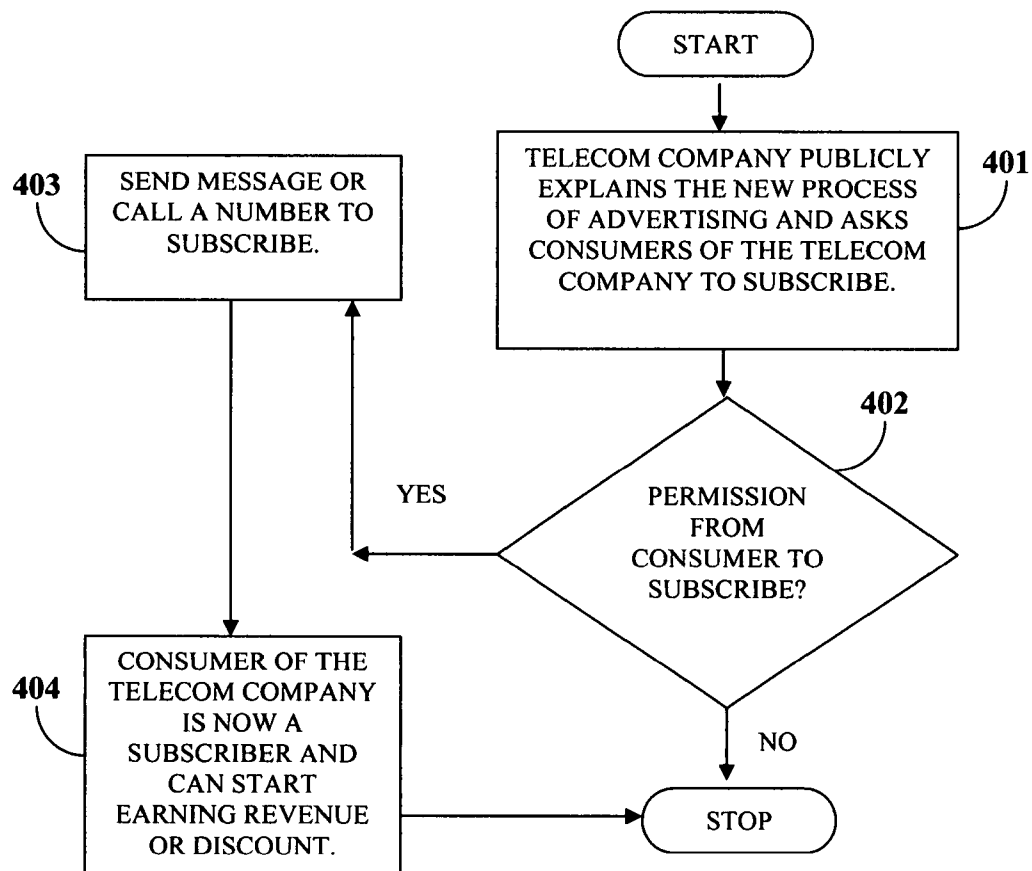 START
TELECOM COMPANY PUBLICLY
EXPLAINS THE NEW PROCESS
OF ADVERTISING AND ASKS
CONSUMERS OF THE TELECOM
COMPANY TO SUBSCRIBE.
401
402
PERMISSION
FROM
CONSUMER TO
SUBSCRIBE?
YES
NO
403
SEND MESSAGE OR
CALL A NUMBER TO
SUBSCRIBE.
404
CONSUMER OF THE
TELECOM COMPANY
IS NOW A
SUBSCRIBER AND
CAN START
EARNING REVENUE
OR DISCOUNT.
STOP